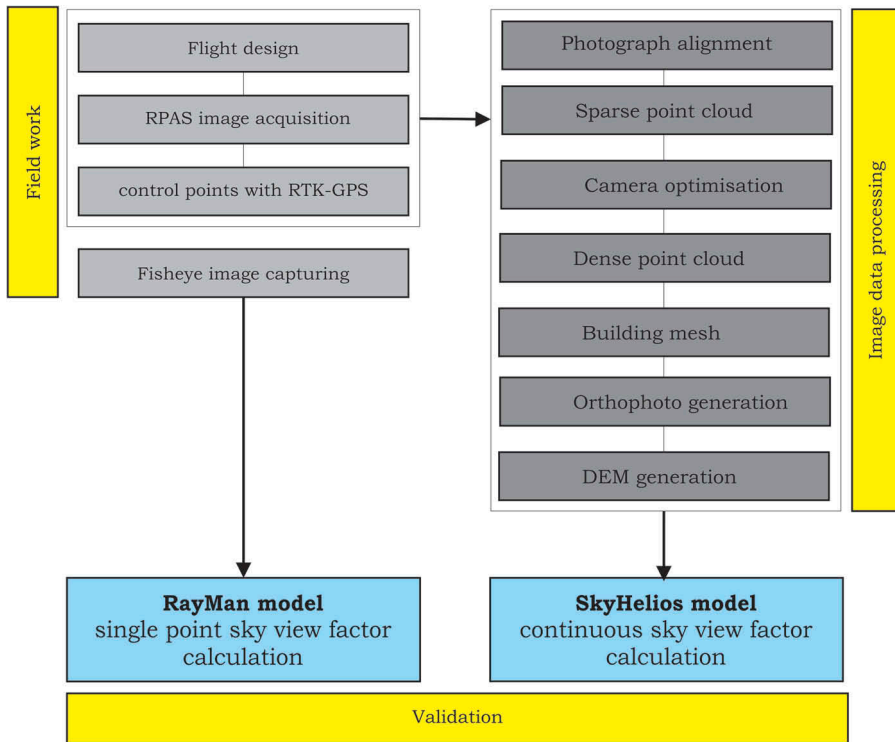 Field work
Flight design
RPAS image acquisition
control points with RTK-GPS
Fisheye image capturing
Photograph alignment
Sparse point cloud
Camera optimisation
Dense point cloud
Building mesh
Orthophoto generation
DEM generation
Image data processing
RayMan model
single point sky view factor
calculation
SkyHelios model
continuous sky view factor
calculation
Validation